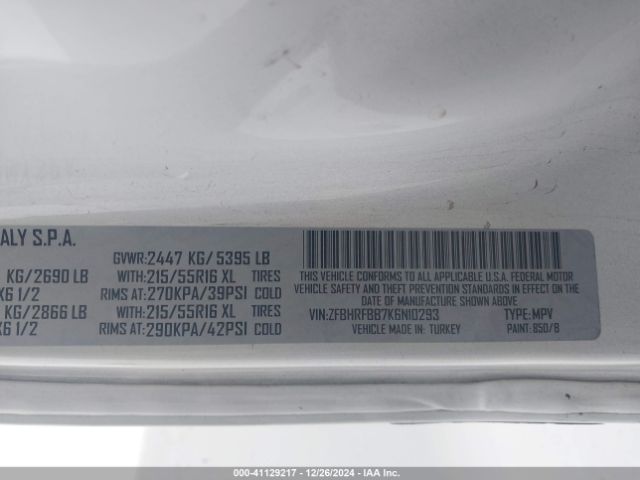 ALY S.P.A.
GVWR:2447 KG/5395 LB
KG/2690 LB WITH:215/55R16 XL TIRES
X6 1/2 RIMS AT:270KPA/39PSI COLD
KG/2866 LB WITH:215/55R16 XL TIRES
X6 1/2 RIMS AT:290KPA/42PSI COLD
THIS VEHICLE CONFORMS TO ALL APPLICABLE U.S.A. FEDERAL MOTOR
VEHICLE SAFETY AND THEFT PREVENTION STANDARDS IN EFFECT ON THE
DATE OF MANUFACTURE SHOWN ABOVE
VIN:ZFBHRFBB7K6N10293 TYPE:MPV
VEHICLE MADE IN: TURKEY PAINT: 850/B
000-41129217 - 12/26/2024 - IAA Inc.